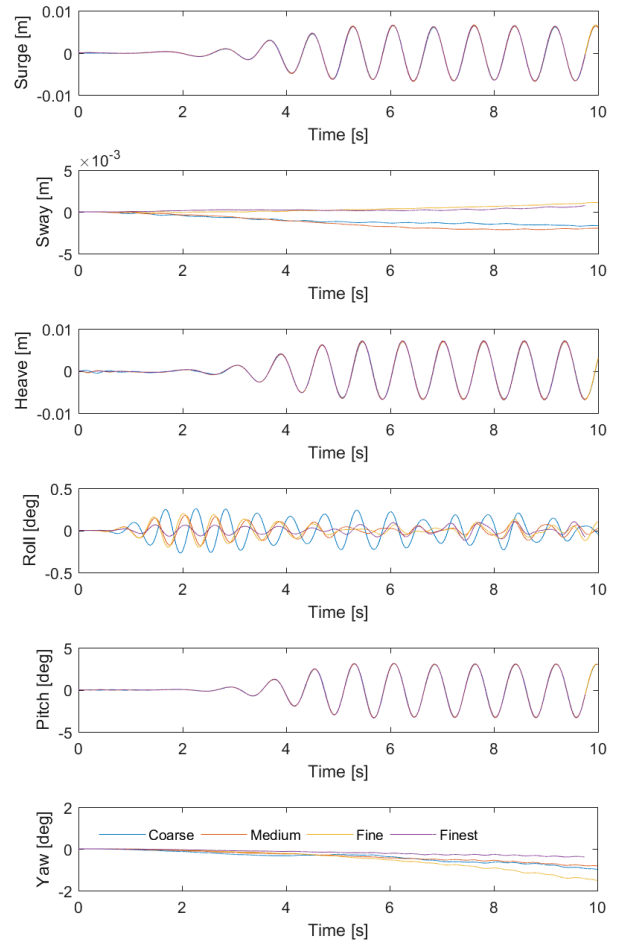 0.01
0
-0.01
Surge [m]
0 2 4 6 8 10
Time [s]
×10-3
5
0
-5
Sway [m]
0 2 4 6 8 10
Time [s]
0.01
0
-0.01
Heave [m]
0 2 4 6 8 10
Time [s]
0.5
0
-0.5
Roll [deg]
0 2 4 6 8 10
Time [s]
5
0
-5
Pitch [deg]
0 2 4 6 8 10
Time [s]
2
0
-2
Yaw [deg]
Coarse Medium Fine Finest
0 2 4 6 8 10
Time [s]